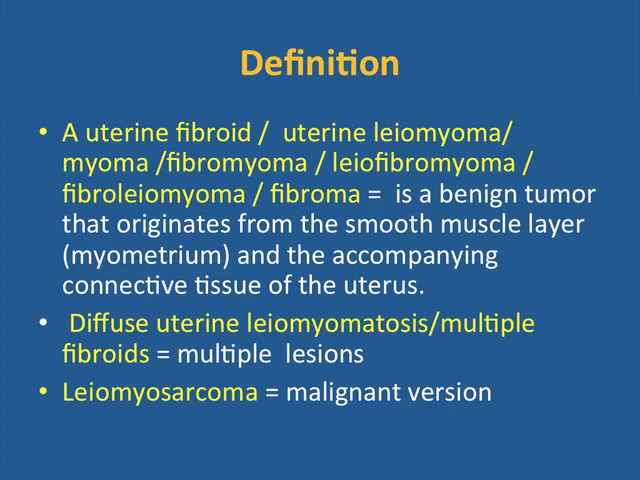 Definition
• A uterine fibroid / uterine leiomyoma/
myoma /fibromyoma / leiofibromyoma /
fibroleiomyoma / fibroma = is a benign tumor
that originates from the smooth muscle layer
(myometrium) and the accompanying
connective tissue of the uterus.
• Diffuse uterine leiomyomatosis/multiple
fibroids = multiple lesions
• Leiomyosarcoma = malignant version